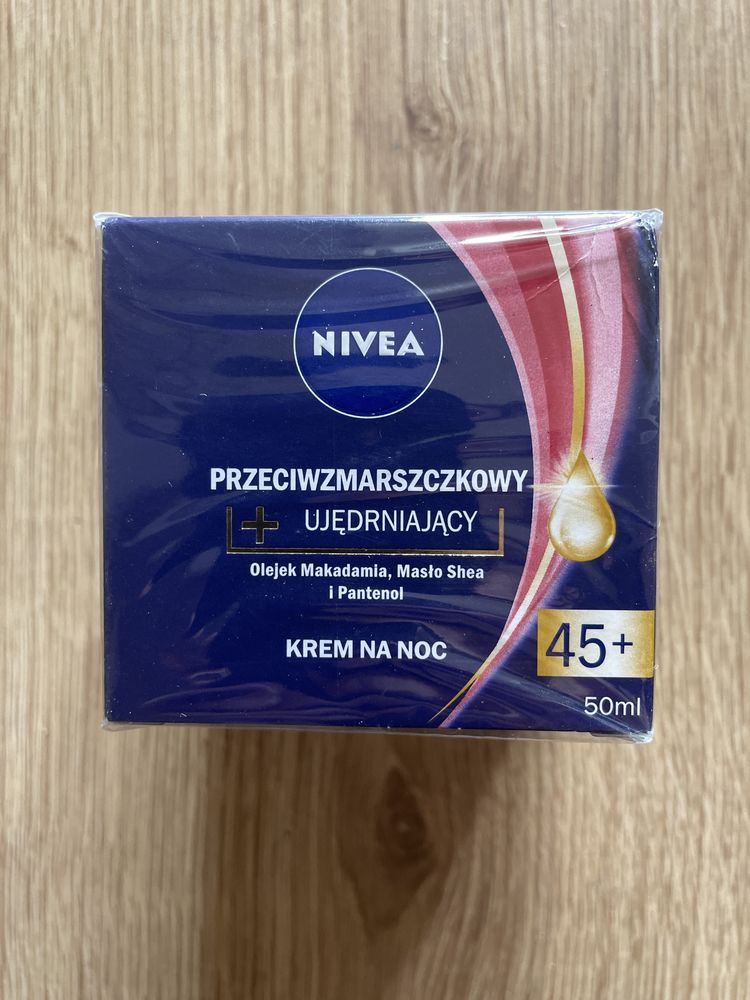 NIVEA
PRZECIWZMARSZCZKOWY
+ UJĘDRNIAJĄCY
Olejek Makadamia, Masło Shea
i Pantenol
KREM NA NOC
45+
50ml